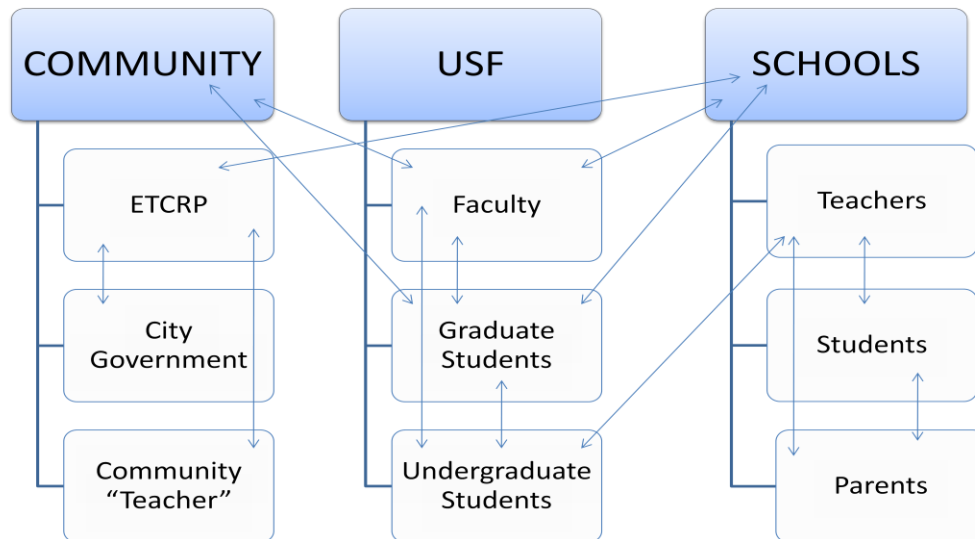 COMMUNITY
USF
SCHOOLS
ETCRP
Faculty
Teachers
City
Government
Graduate
Students
Students
Community
“Teacher”
Undergraduate
Students
Parents